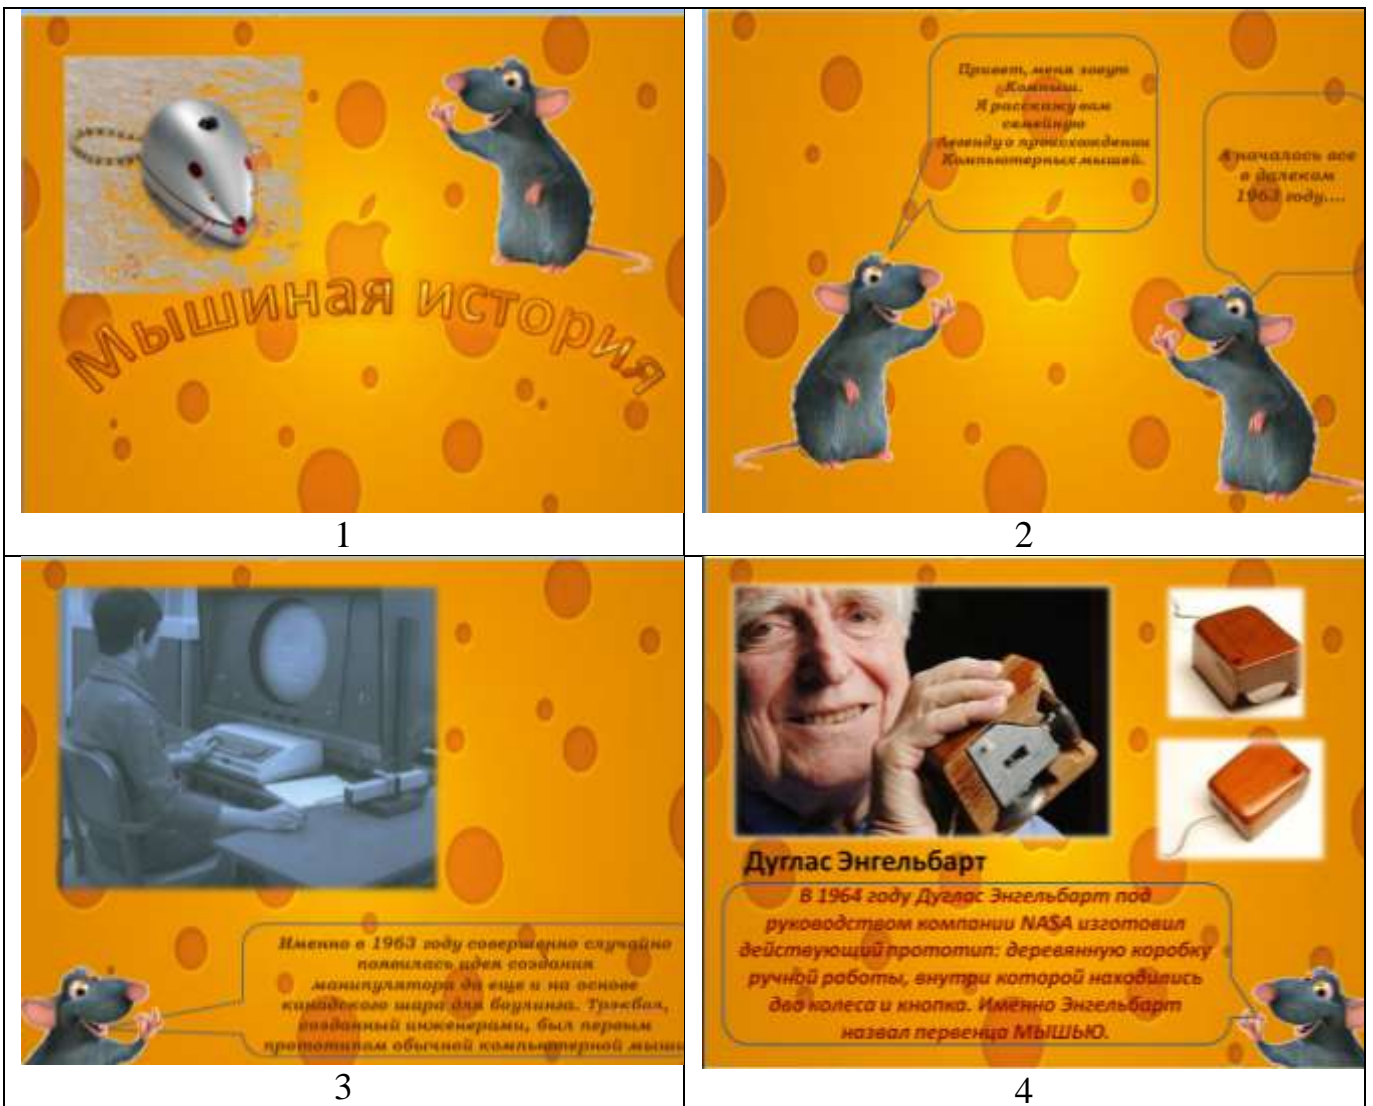 Мышиная история
1
Привет, меня зовут
Компыш.
Я расскажу вам
семейную
легенду о происхождении
Компьютерных мышей.
А началось все
в далеком
1963 году....
2
Именно в 1963 году совершенно случайно
появилась идея создания
манипулятора да еще и на основе
канадского шара для боулинга. Трэкбол,
созданный инженерами, был первым
прототипом обычной компьютерной мыши
3
Дуглас Энгельбарт
В 1964 году Дуглас Энгельбарт под
руководством компании NASA изготовил
действующий прототип: деревянную коробку
ручной работы, внутри которой находились
два колеса и кнопка. Именно Энгельбарт
назвал первенца МЫШЬЮ.
4